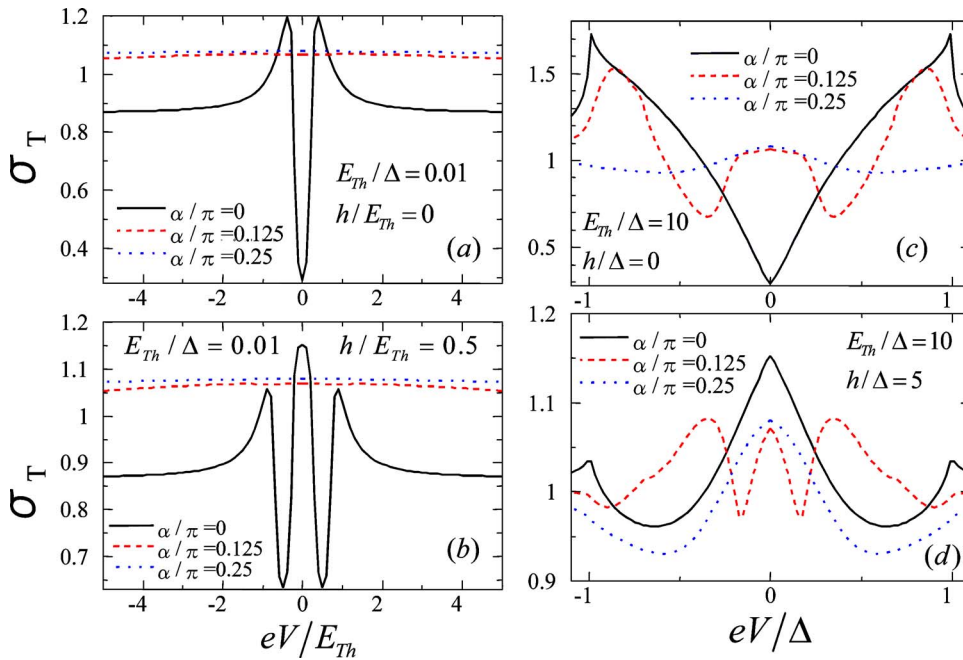 1.2
1
0.8
0.6
0.4
σT
-4 -2 0 2 4
E_Th/Δ=0.01
h/E_Th=0
α/π=0
α/π=0.125
α/π=0.25
(a)
1.2
1.1
1
0.9
0.8
0.7
σT
E_Th/Δ=0.01 h/E_Th=0.5
α/π=0
α/π=0.125
α/π=0.25
(b)
-4 -2 0 2 4
eV/E_Th
1.5
1
0.5
α/π=0
α/π=0.125
α/π=0.25
E_Th/Δ=10
h/Δ=0
(c)
-1 0 1
1.2
1.1
1
0.9
α/π=0
α/π=0.125
α/π=0.25
E_Th/Δ=10
h/Δ=5
(d)
-1 0 1
eV/Δ